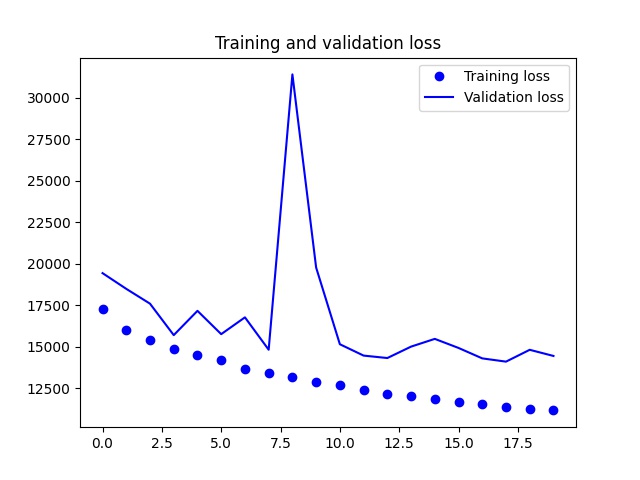 Training and validation loss
Training loss
Validation loss
30000
27500
25000
22500
20000
17500
15000
12500
0.0 2.5 5.0 7.5 10.0 12.5 15.0 17.5